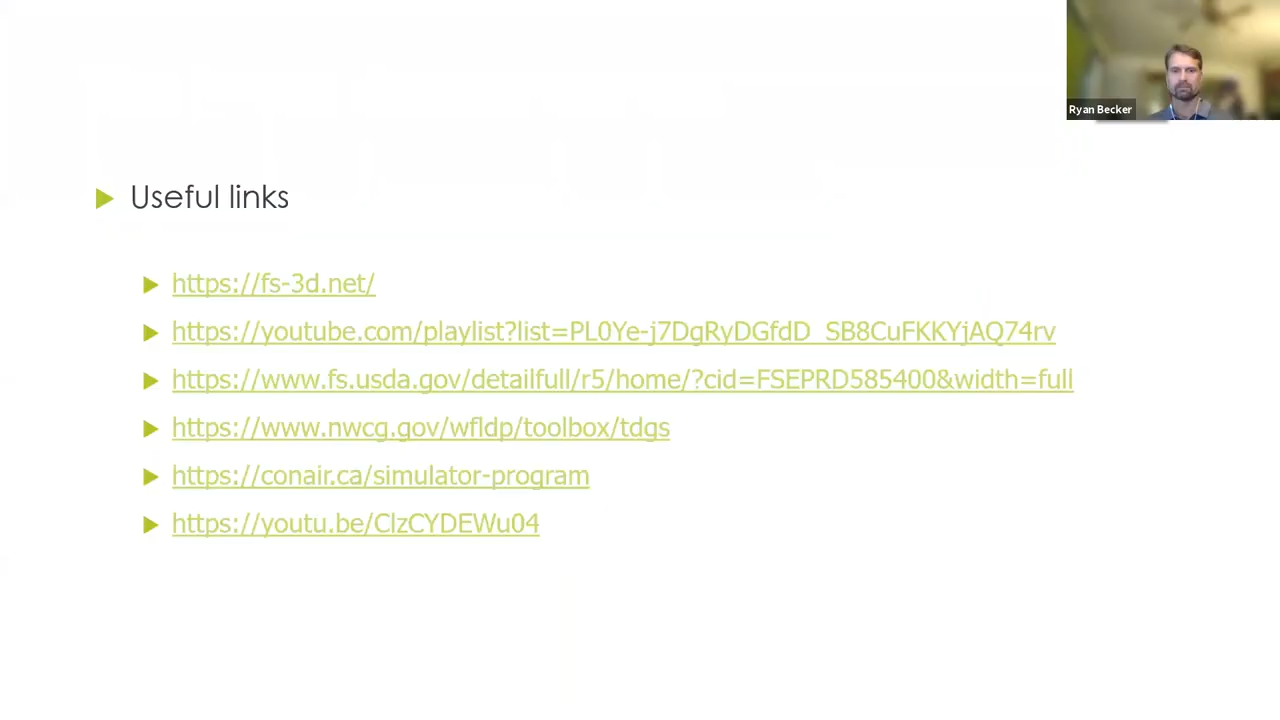 Ryan Becker
Useful links
https://fs-3d.net/
https://youtube.com/playlist?list=PL0Ye-j7DgRyDGfdD_SB8CuFKKYjAQ74rv
https://www.fs.usda.gov/detailfull/r5/home/?cid=FSEPRD585400&width=full
https://www.nwcg.gov/wfldp/toolbox/tdgs
https://conair.ca/simulator-program
https://youtu.be/ClzCYDEWu04